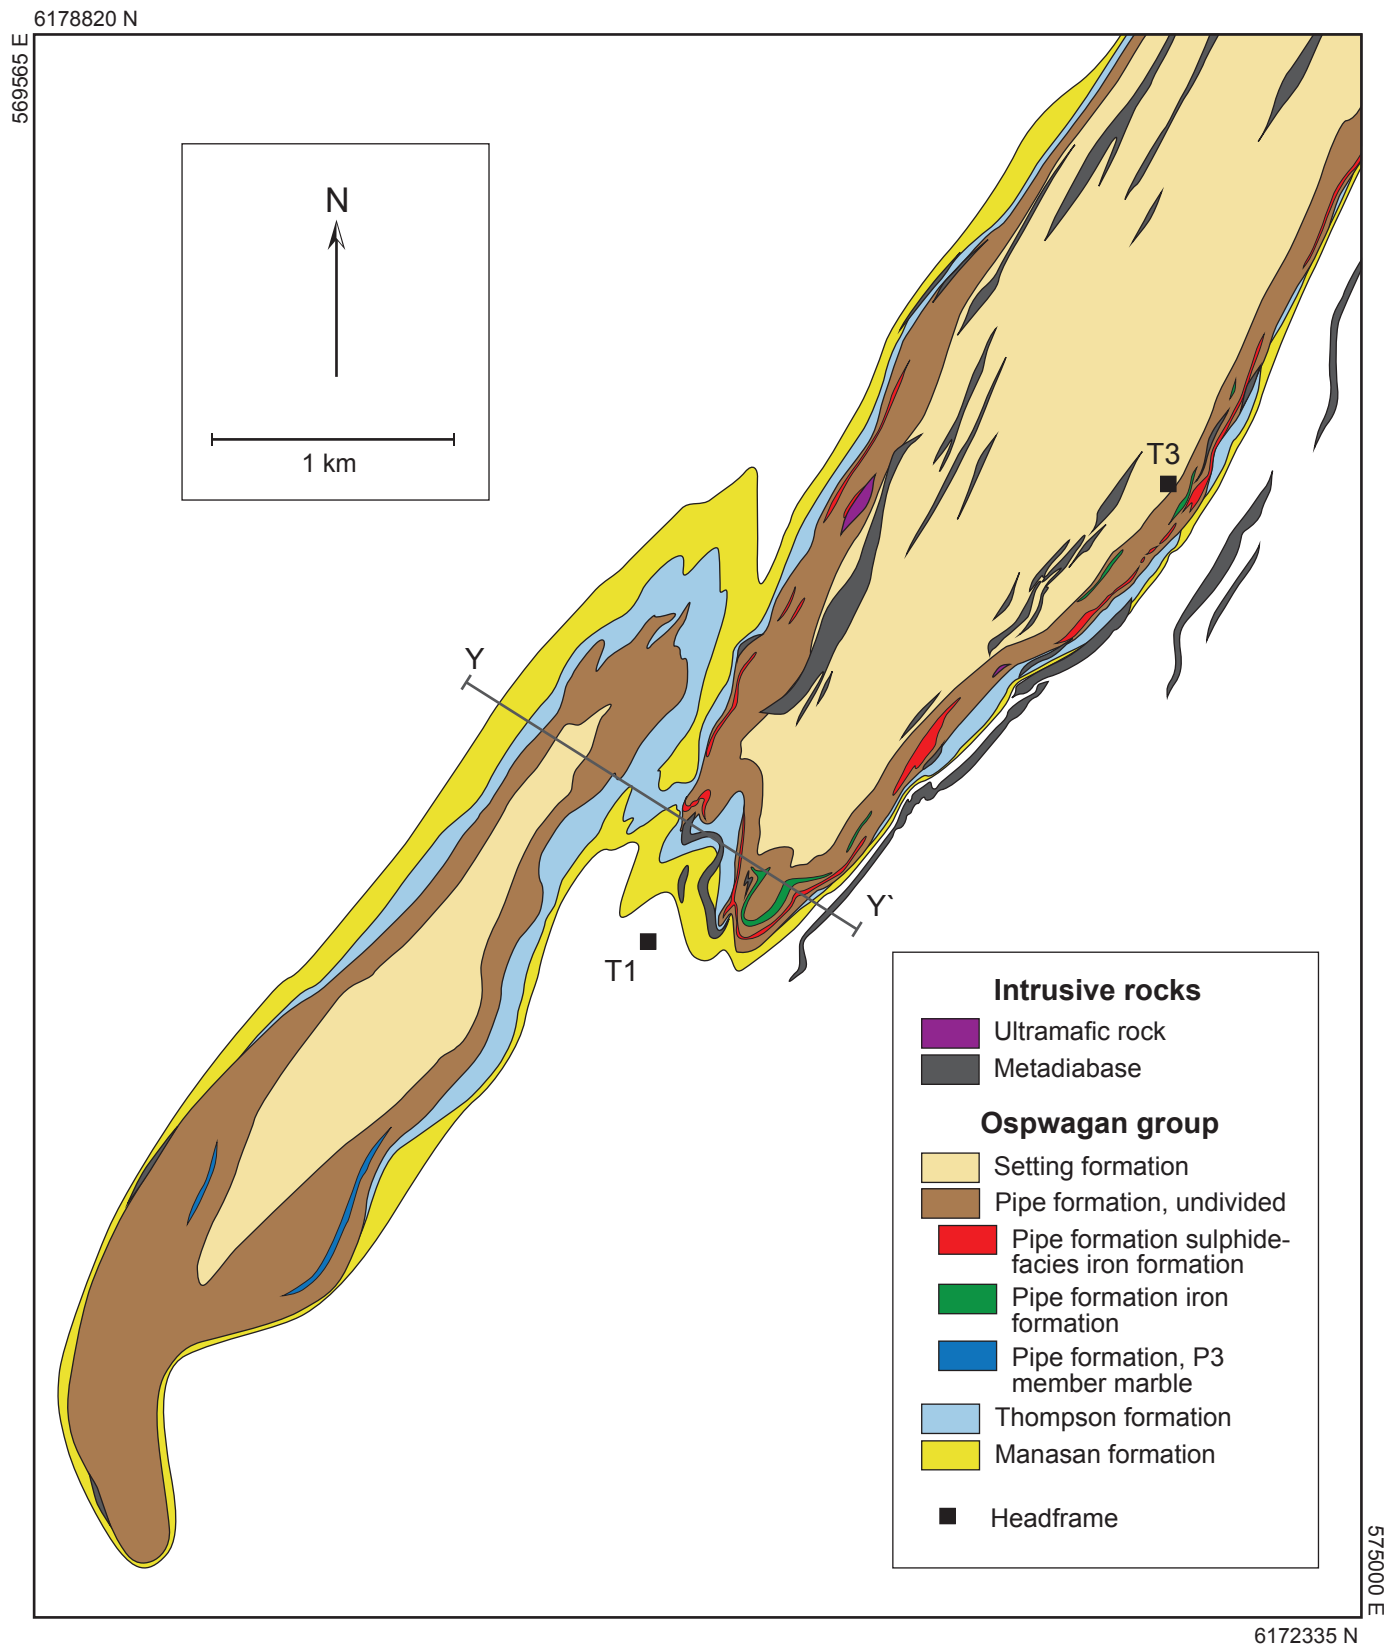 6178820 N
569565 E
N
1 km
T3
Y
Y`
T1
Intrusive rocks
Ultramafic rock
Metadiabase
Ospwagan group
Setting formation
Pipe formation, undivided
Pipe formation sulphide-
facies iron formation
Pipe formation iron
formation
Pipe formation, P3
member marble
Thompson formation
Manasan formation
Headframe
575000 E
6172335 N